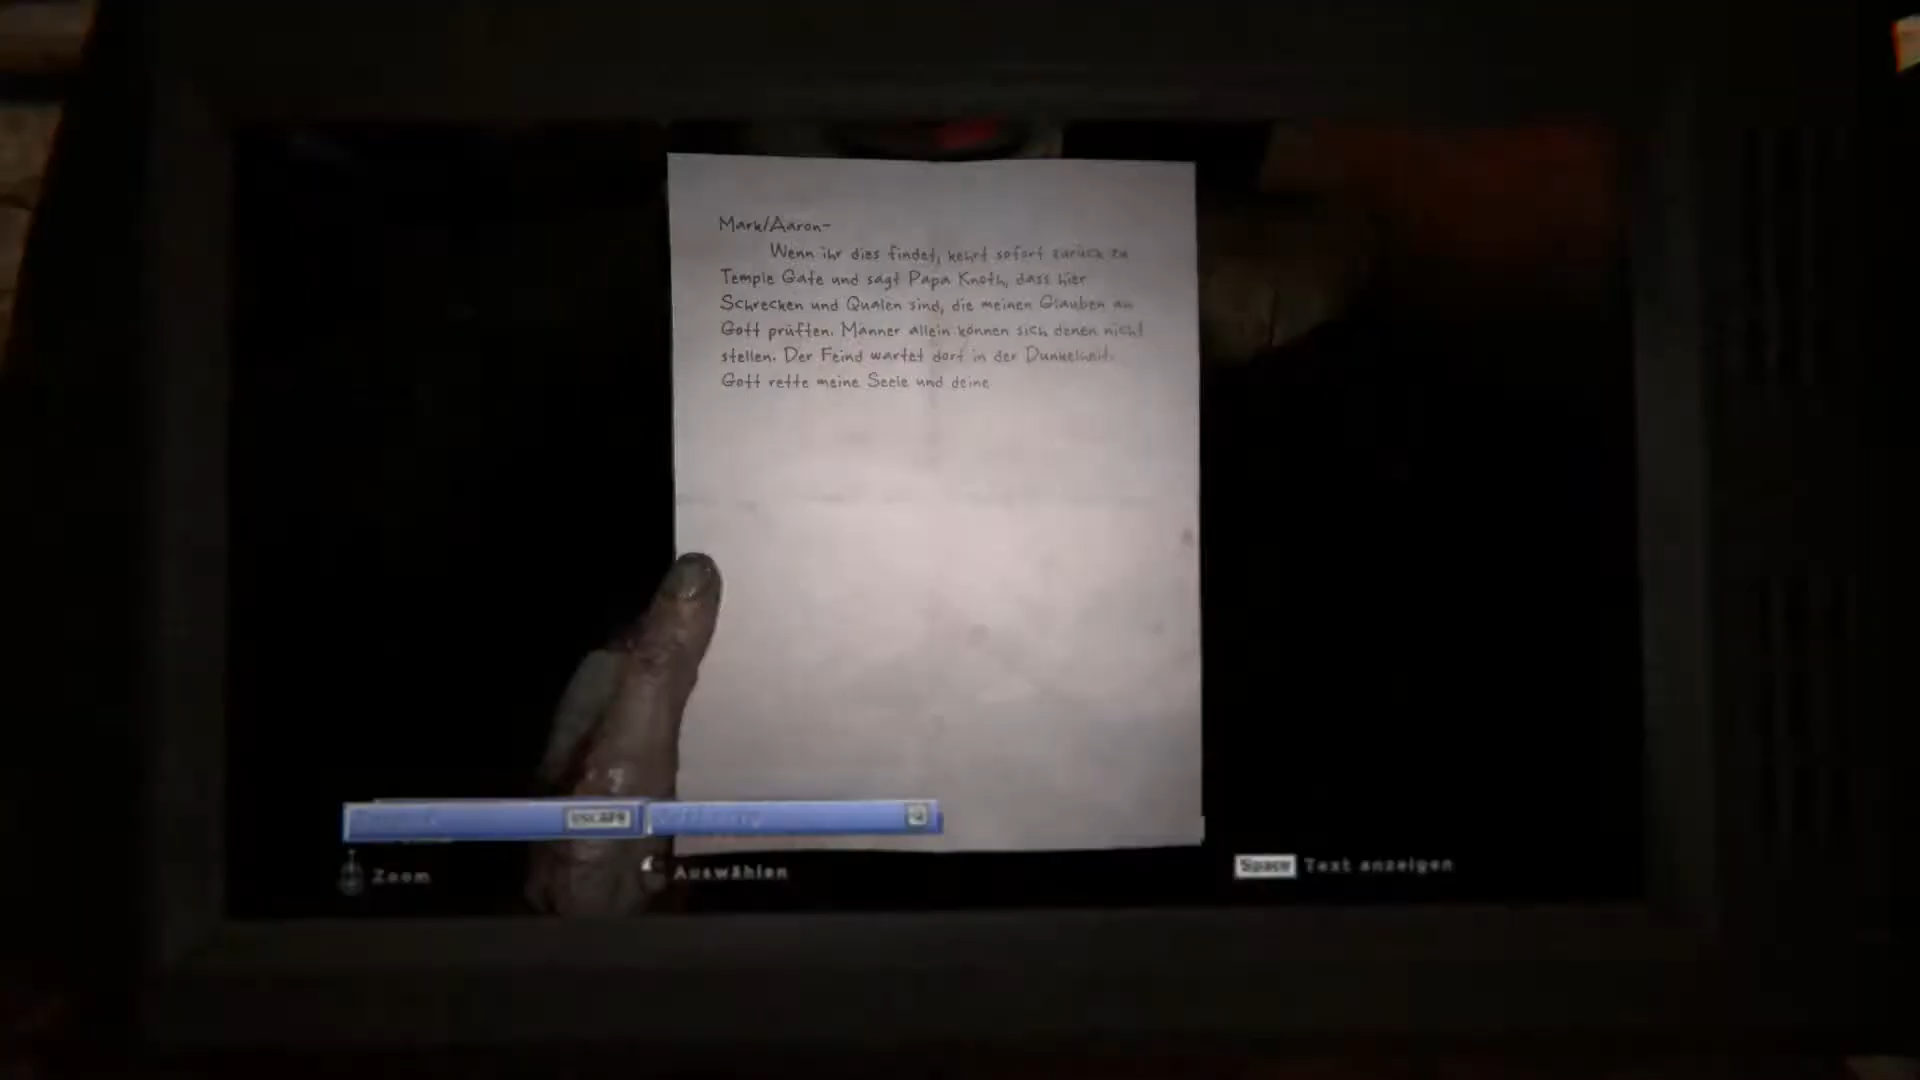 Mark/Aaron-
Wenn ihr dies findet, kehrt sofort zurück zu
Temple Gate und sagt Papa Knoth, dass hier
Schrecken und Qualen sind, die meinen Glauben an
Gott prüften. Männer allein können sich denen nicht
stellen. Der Feind wartet dort in der Dunkelheit.
Gott rette meine Seele und deine
ESCAPE
Zoom
Auswählen
Space Text anzeigen